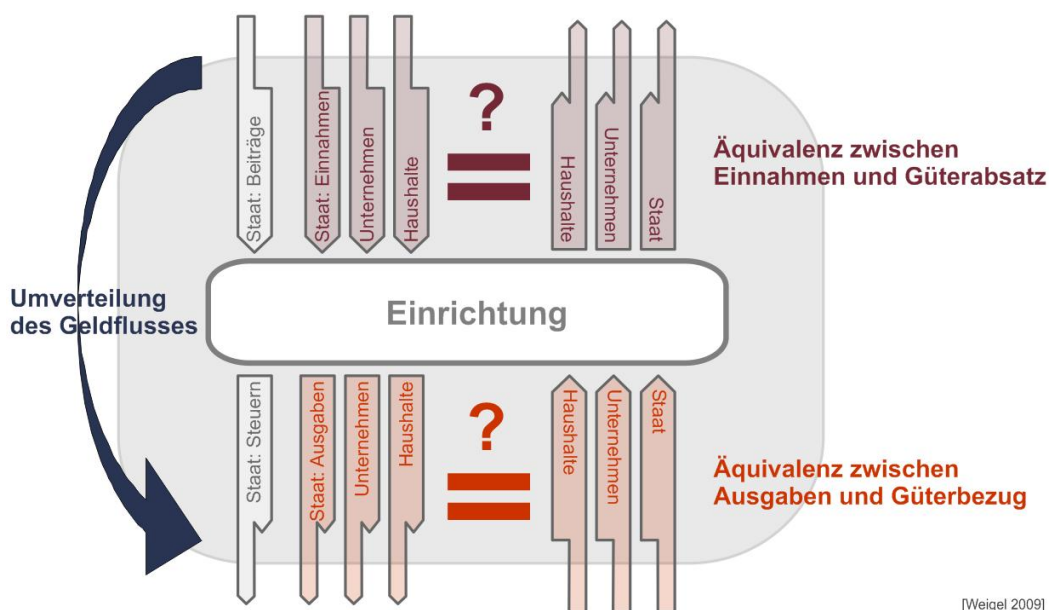 Staat: Beiträge
Staat: Einnahmen
Unternehmen
Haushalte
?
Haushalte
Unternehmen
Staat
Äquivalenz zwischen
Einnahmen und Güterabsatz
Umverteilung
des Geldflusses
Einrichtung
Staat: Steuern
Staat: Ausgaben
Unternehmen
Haushalte
?
Haushalte
Unternehmen
Staat
Äquivalenz zwischen
Ausgaben und Güterbezug
[Weigel 2009]